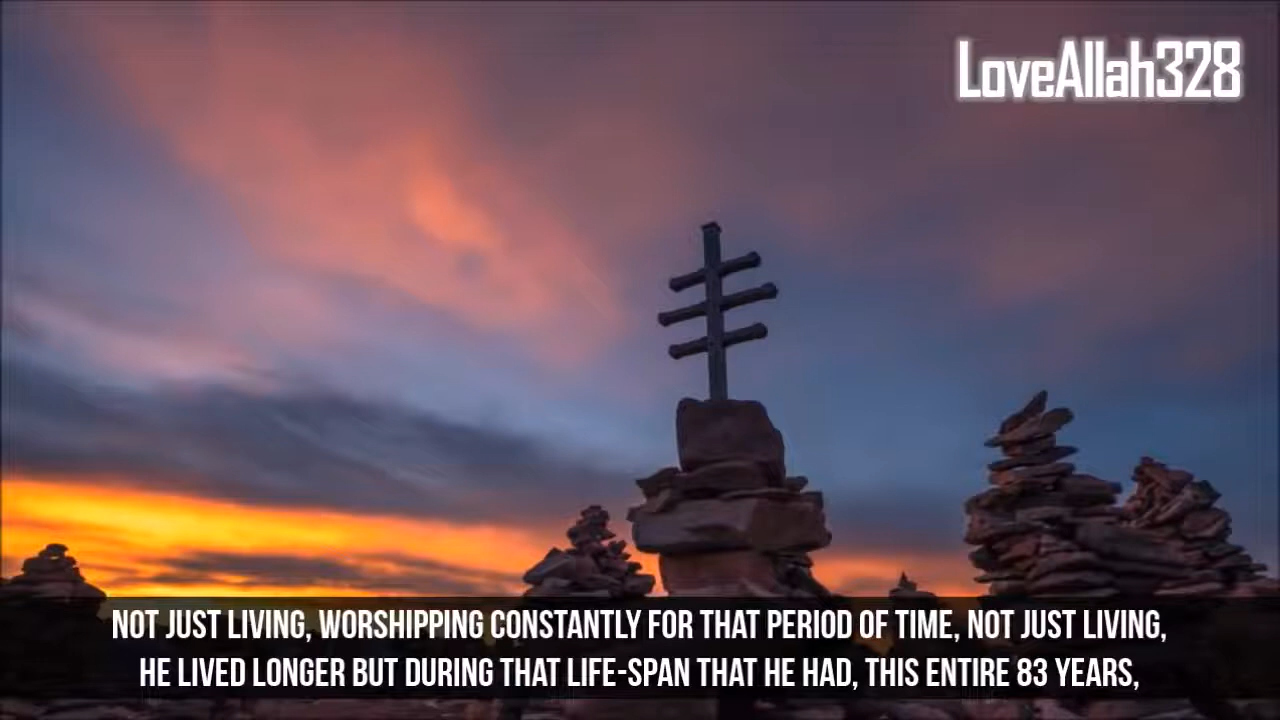 LoveAllah328
NOT JUST LIVING, WORSHIPPING CONSTANTLY FOR THAT PERIOD OF TIME, NOT JUST LIVING,
HE LIVED LONGER BUT DURING THAT LIFE-SPAN THAT HE HAD, THIS ENTIRE 83 YEARS,